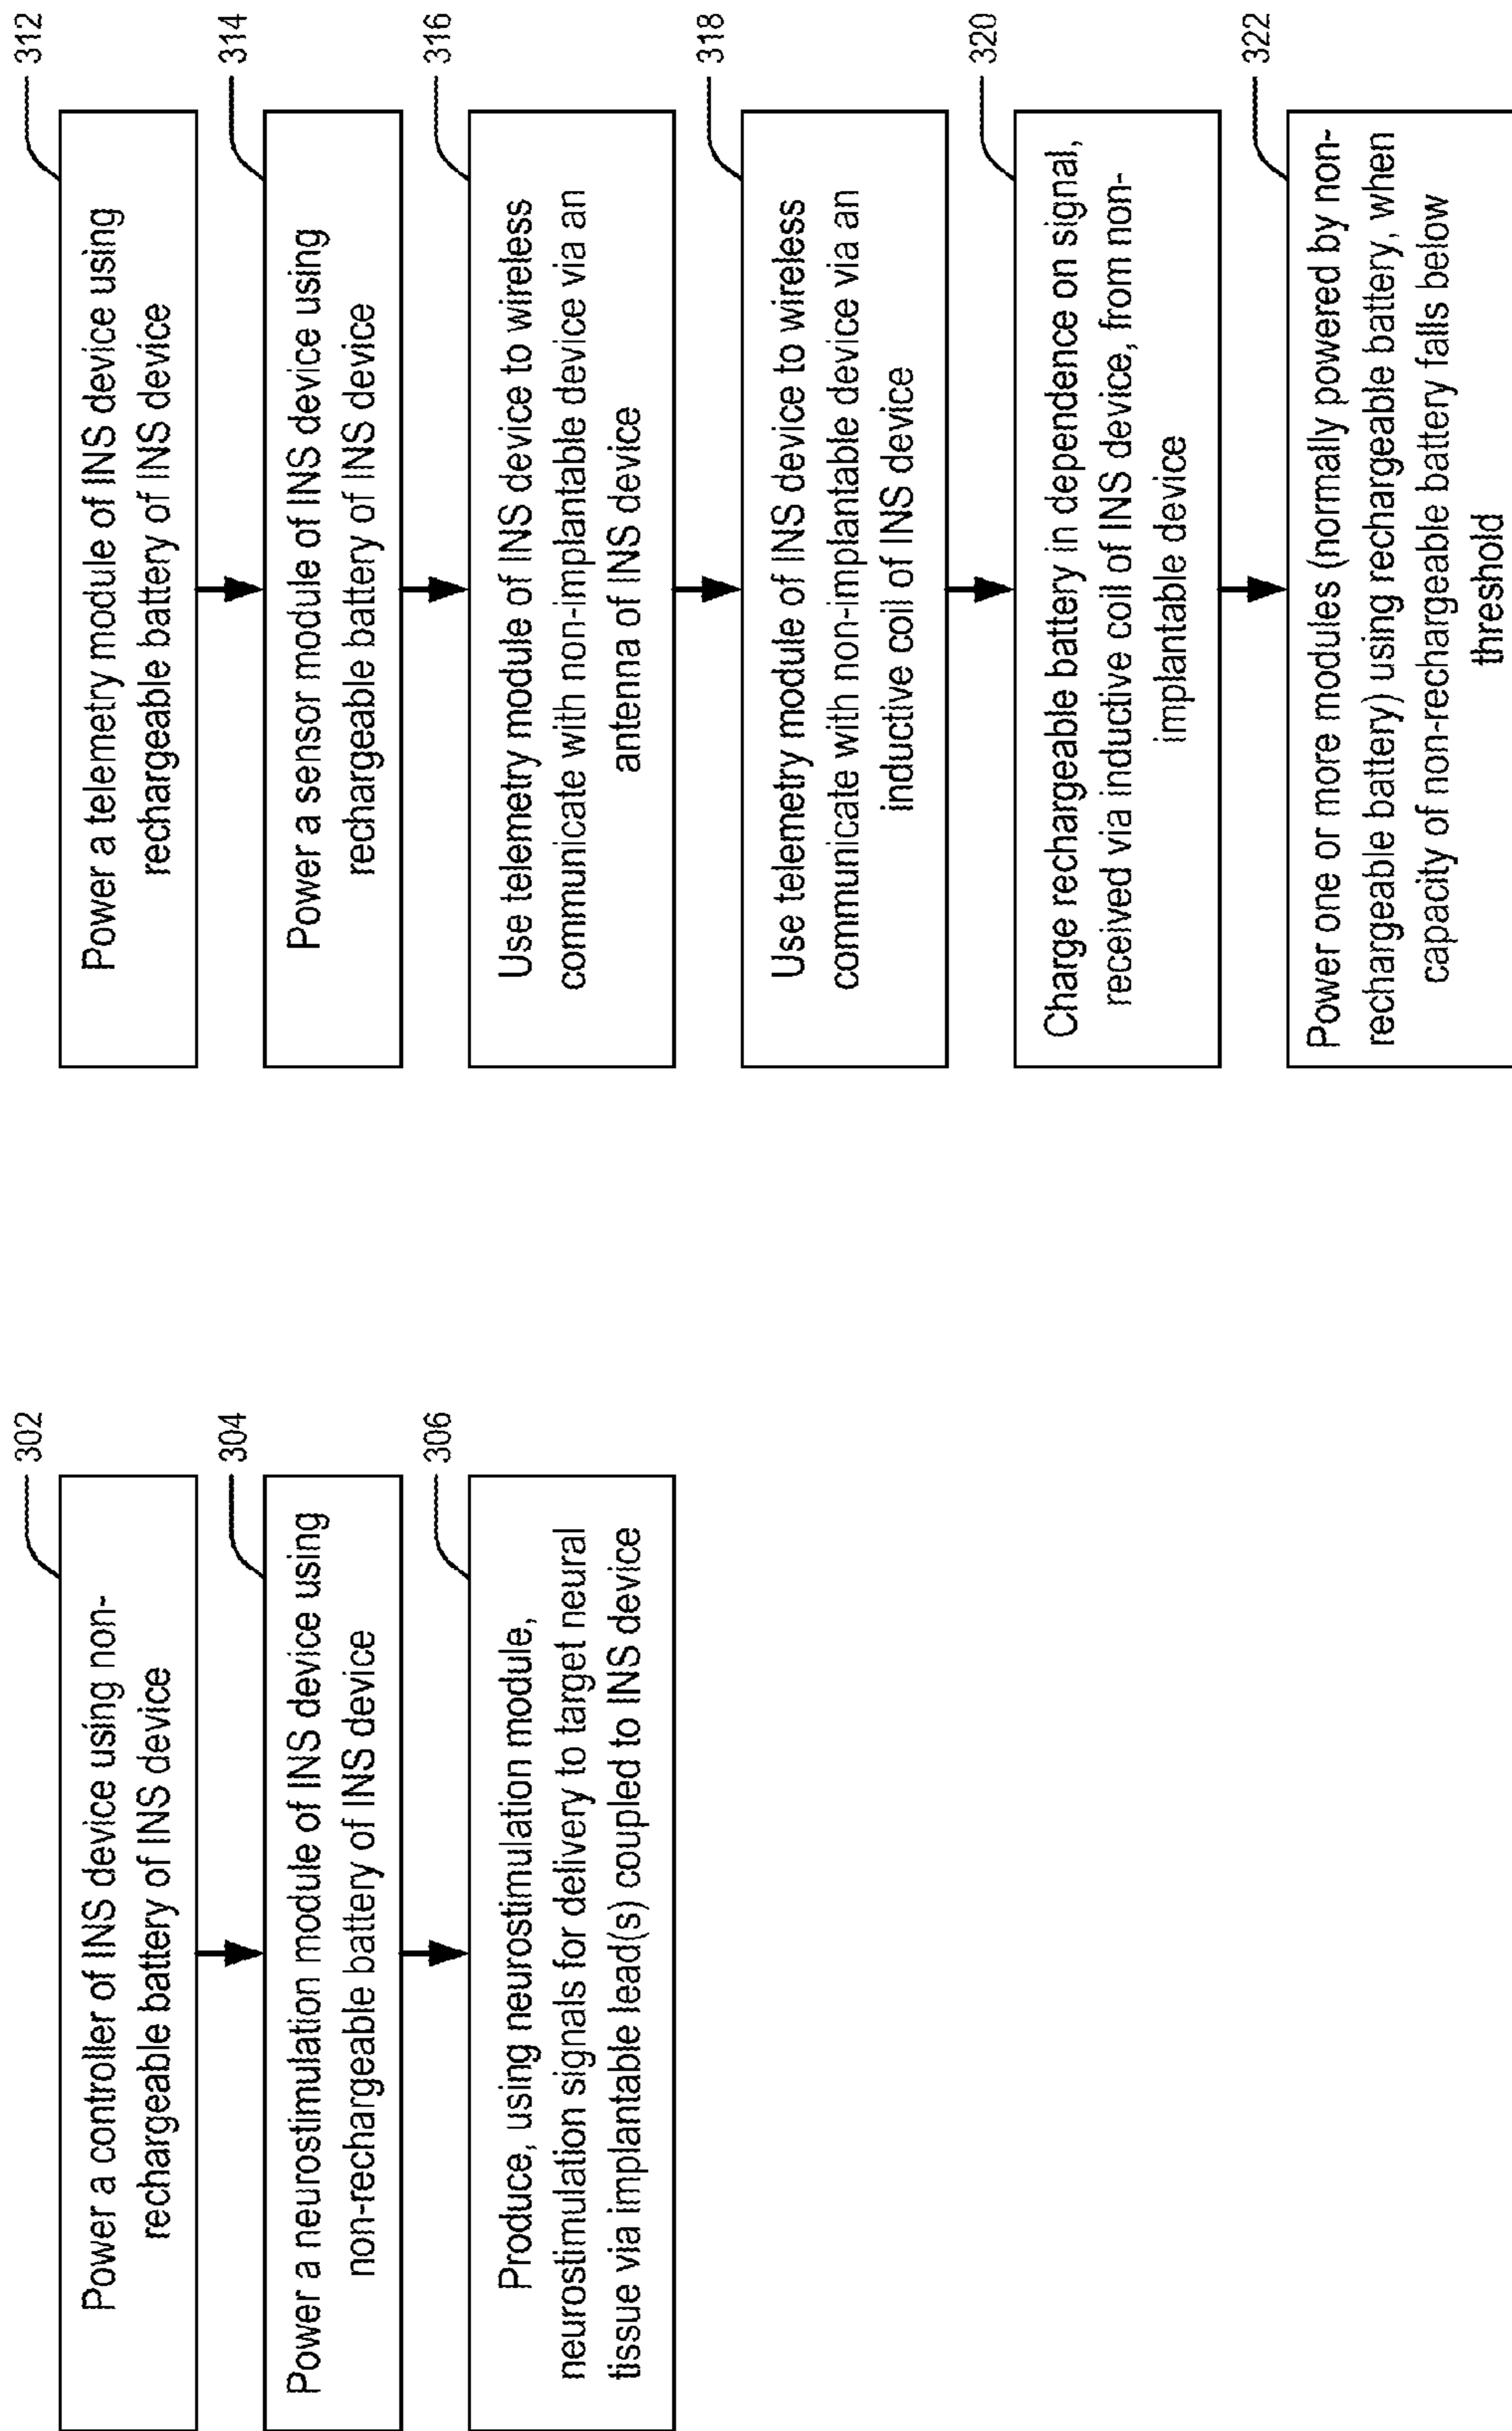 302
Power a controller of INS device using non-
rechargeable battery of INS device
304
Power a neurostimulation module of INS device using
non-rechargeable battery of INS device
306
Produce, using neurostimulation module,
neurostimulation signals for delivery to target neural
tissue via implantable lead(s) coupled to INS device
312
Power a telemetry module of INS device using
rechargeable battery of INS device
314
Power a sensor module of INS device using
rechargeable battery of INS device
316
Use telemetry module of INS device to wireless
communicate with non-implantable device via an
antenna of INS device
318
Use telemetry module of INS device to wireless
communicate with non-implantable device via an
inductive coil of INS device
320
Charge rechargeable battery in dependence on signal,
received via inductive coil of INS device, from non-
implantable device
322
Power one or more modules (normally powered by non-
rechargeable battery) using rechargeable battery, when
capacity of non-rechargeable battery falls below
threshold